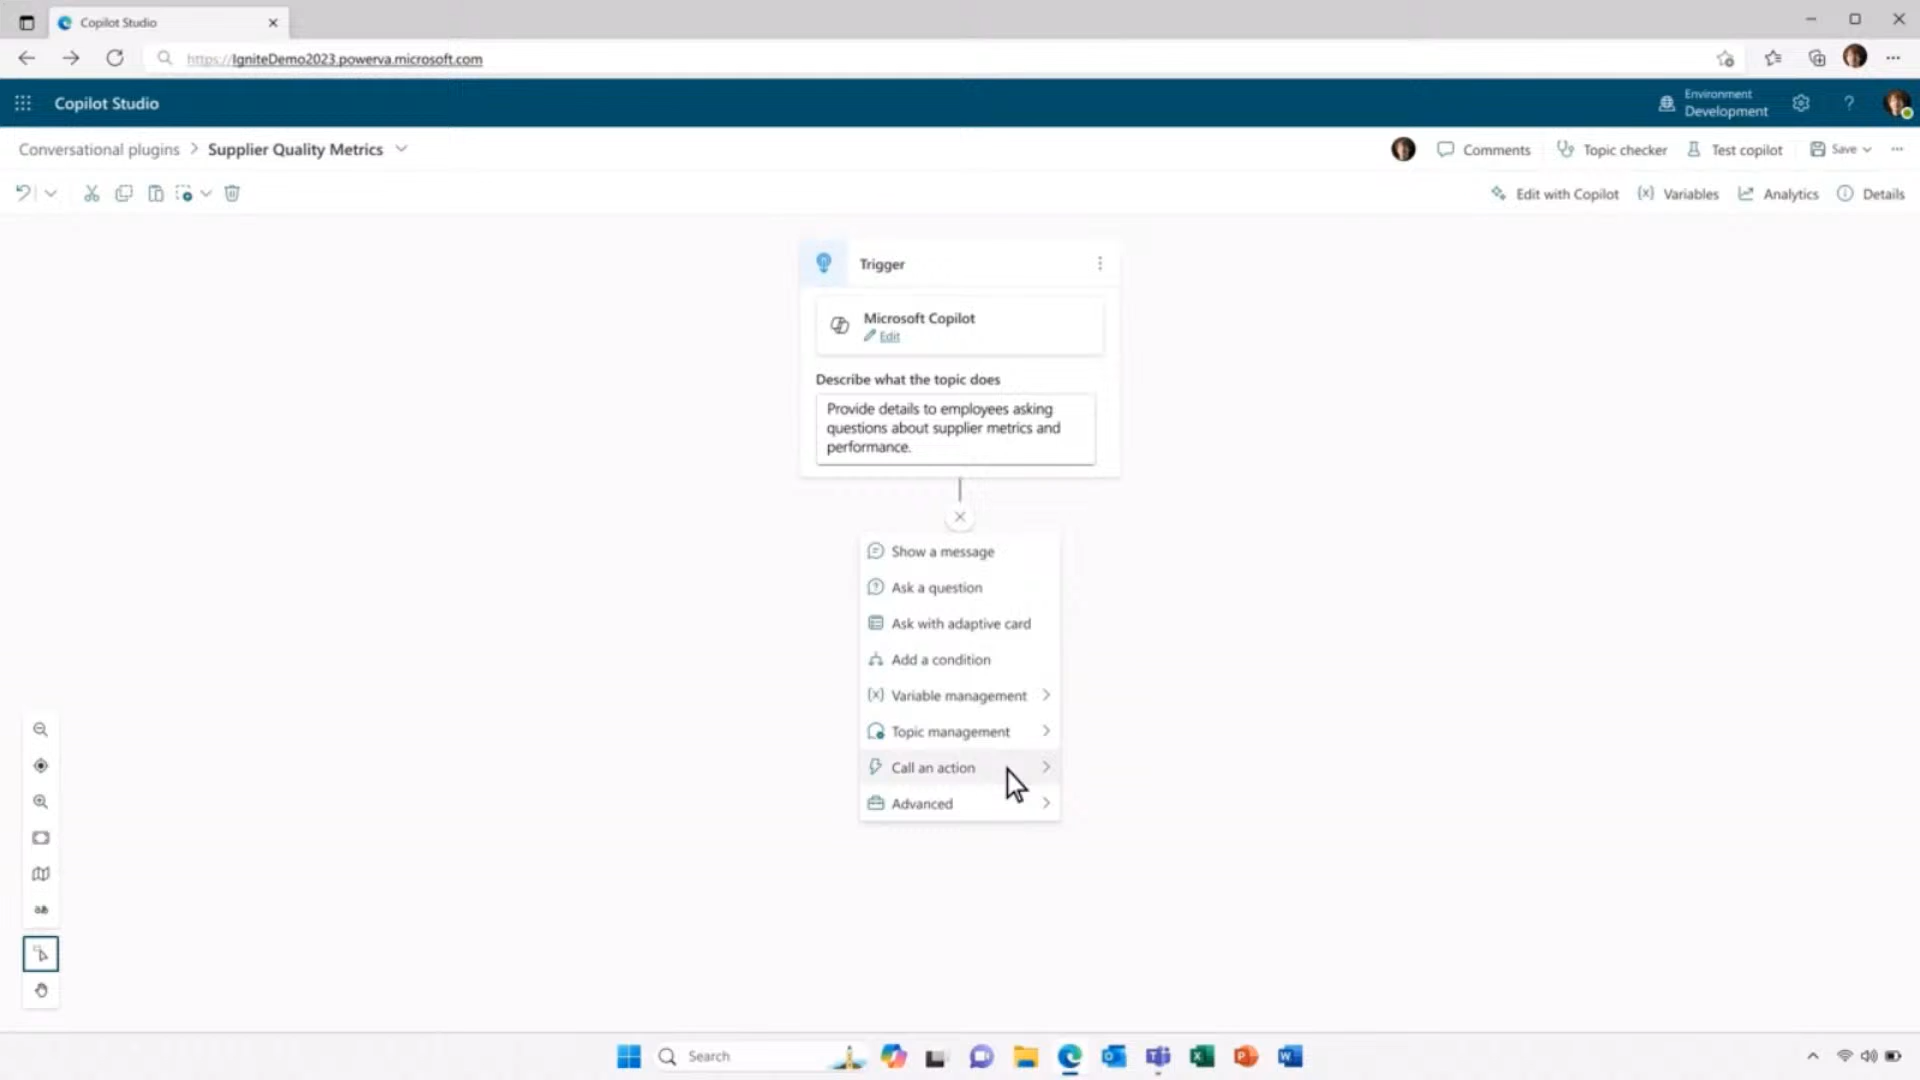 Copilot Studio
https://IgniteDemo2023.powerva.microsoft.com
Copilot Studio
Environment
Development
Conversational plugins > Supplier Quality Metrics
Comments
Topic checker
Test copilot
Save
Edit with Copilot
Variables
Analytics
Details
Trigger
Microsoft Copilot
Edit
Describe what the topic does
Provide details to employees asking
questions about supplier metrics and
performance.
Show a message
Ask a question
Ask with adaptive card
Add a condition
Variable management
Topic management
Call an action
Advanced
Search